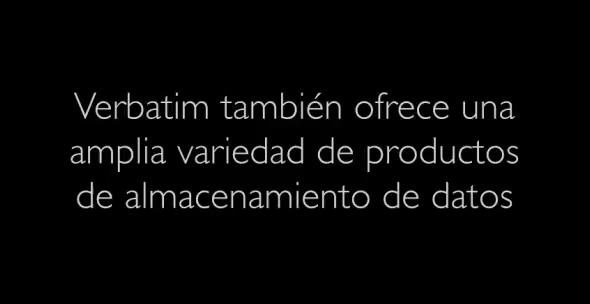 Verbatim también ofrece una
amplia variedad de productos
de almacenamiento de datos